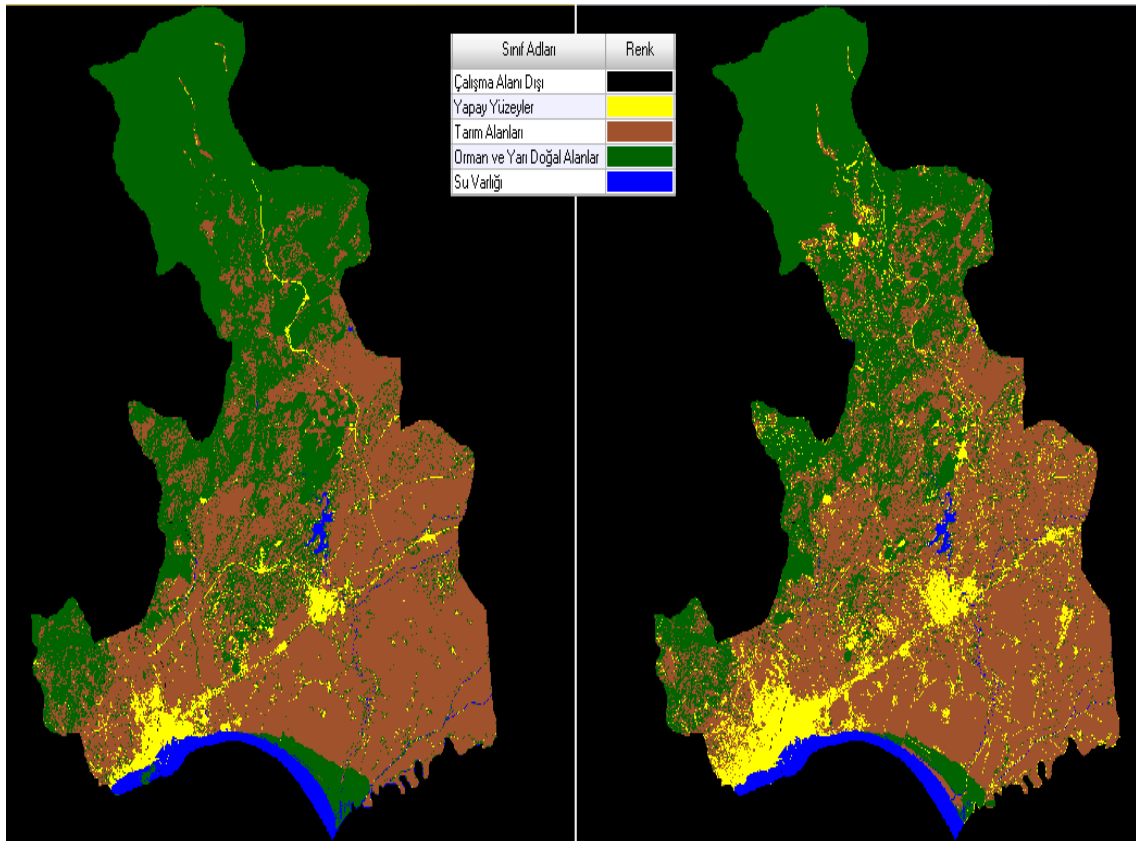 Sınıf Adları Renk
Çalışma Alanı Dışı
Yapay Yüzeyler
Tarım Alanları
Orman ve Yarı Doğal Alanlar
Su Varlığı